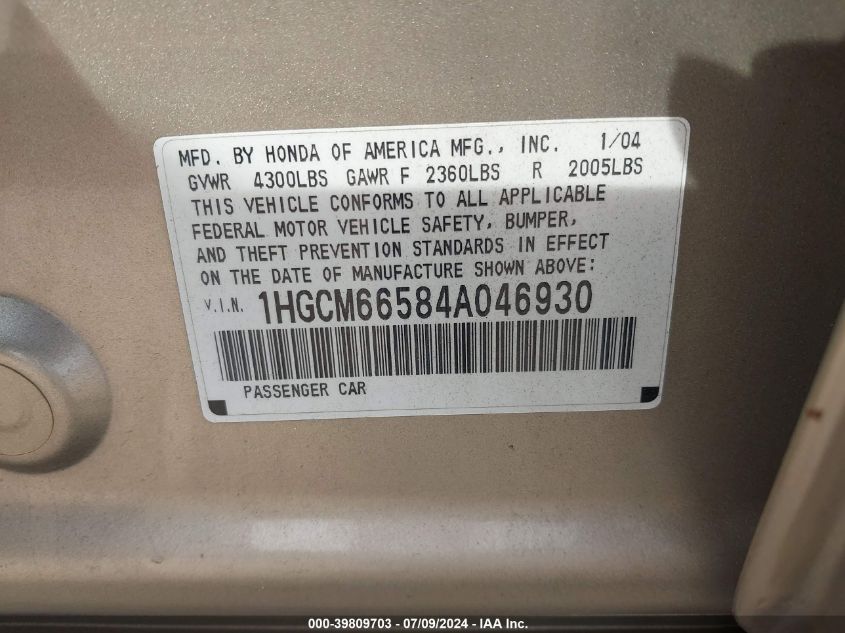 MFD. BY HONDA OF AMERICA MFG., INC. 1/04
GVWR 4300LBS GAWR F 2360LBS R 2005LBS
THIS VEHICLE CONFORMS TO ALL APPLICABLE
FEDERAL MOTOR VEHICLE SAFETY, BUMPER,
AND THEFT PREVENTION STANDARDS IN EFFECT
ON THE DATE OF MANUFACTURE SHOWN ABOVE:
V.I.N. 1HGCM66584A046930
PASSENGER CAR
000-39809703 - 07/09/2024 - IAA Inc.